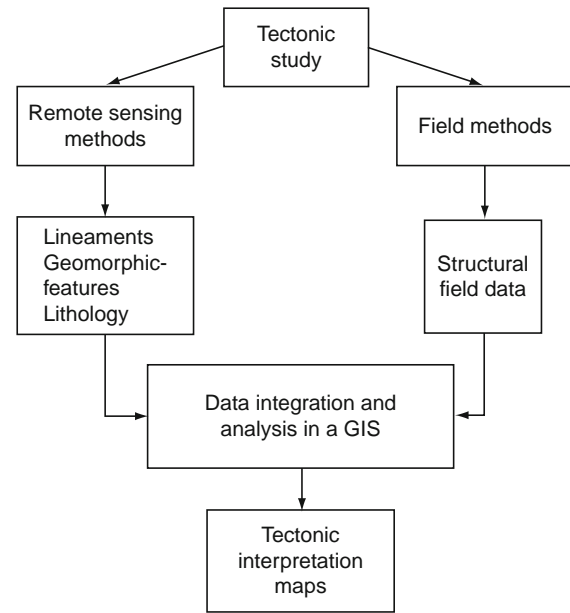 Tectonic
study
Remote sensing
methods
Field methods
Lineaments
Geomorphic-
features
Lithology
Structural
field data
Data integration and
analysis in a GIS
Tectonic
interpretation
maps